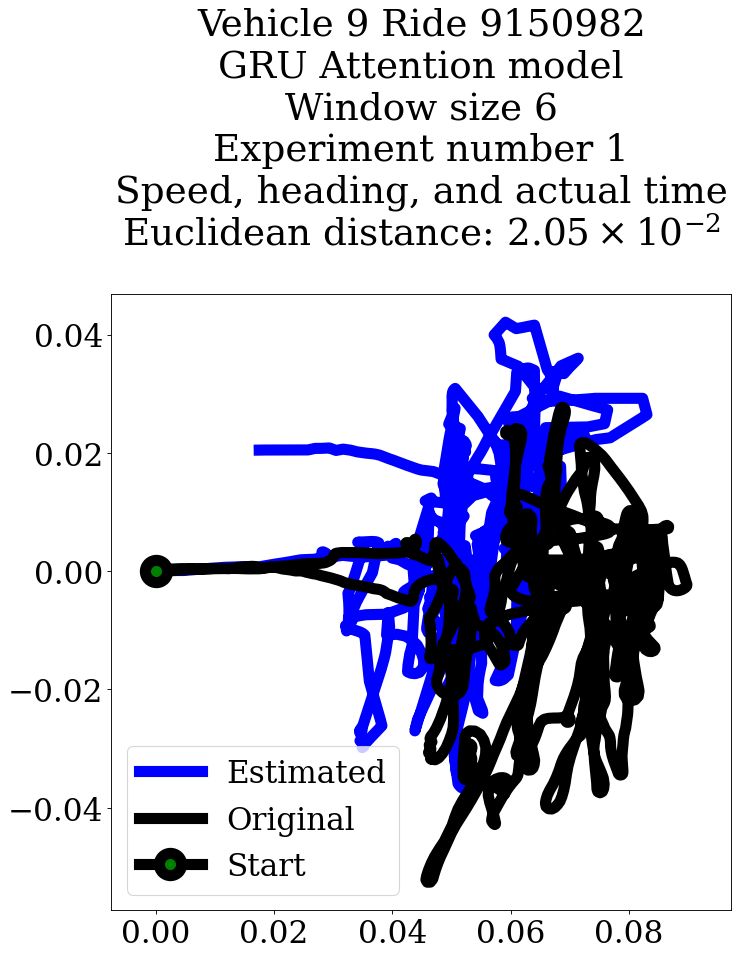 Vehicle 9 Ride 9150982
GRU Attention model
Window size 6
Experiment number 1
Speed, heading, and actual time
Euclidean distance: 2.05 × 10⁻²
0.04
0.02
0.00
−0.02
−0.04
Estimated
Original
Start
0.00 0.02 0.04 0.06 0.08